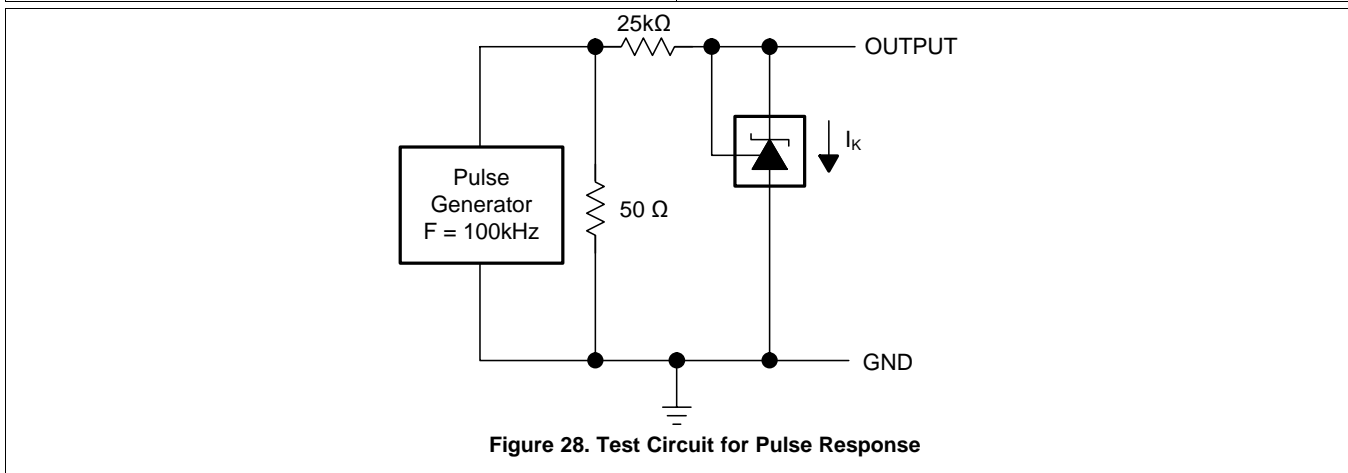 25kΩ
OUTPUT
Pulse
Generator
F = 100kHz
50 Ω
I_K
GND
Figure 28. Test Circuit for Pulse Response